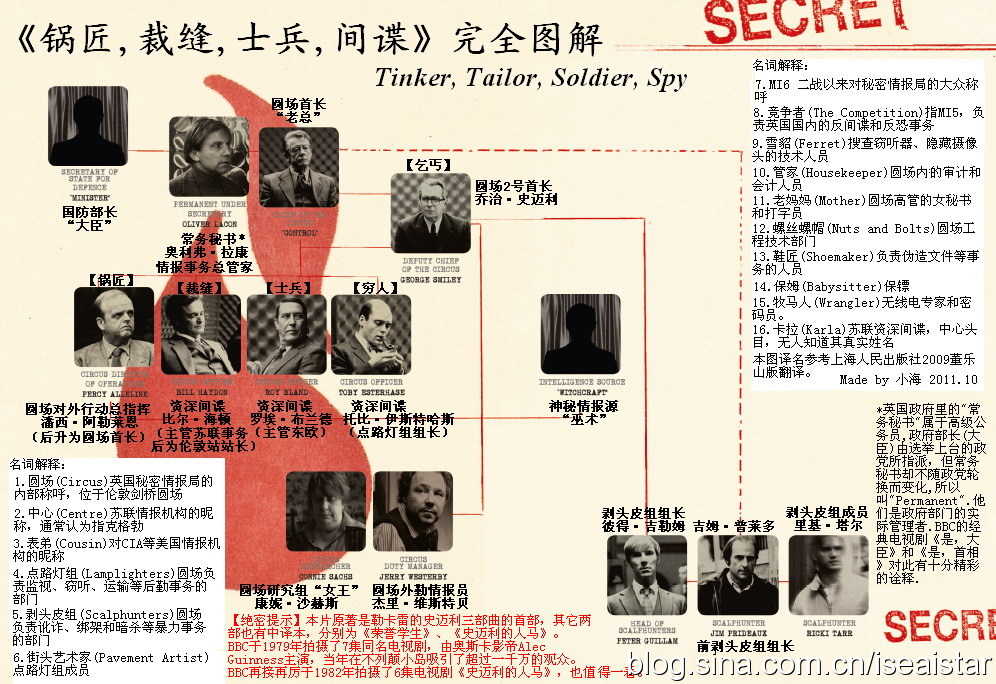 《锅匠，裁缝，士兵，间谍》完全图解
Tinker, Tailor, Soldier, Spy
SECRET
SECRETARY OF
STATE FOR
DEFENCE
'MINISTER'
国防部长
“大臣”
PERMANENT UNDER
SECRETARY
OLIVER LACON
常务秘书*
奥利弗·拉康
情报事务总管家
圆场首长
“老总”
'CONTROL'
【乞丐】
圆场2号首长
乔治·史迈利
DEPUTY CHIEF
OF THE CIRCUS
GEORGE SMILEY
【锅匠】
CIRCUS DIRECTOR
OF OPERATIONS
PERCY ALLELINE
圆场对外行动总指挥
潘西·阿勒莱恩
（后升为圆场首长）
【裁缝】
CIRCUS OFFICER
BILL HAYDON
资深间谍
比尔·海顿
（主管苏联事务
后为伦敦站站长）
【士兵】
CIRCUS OFFICER
ROY BLAND
资深间谍
罗埃·布兰德
（主管东欧）
【穷人】
CIRCUS OFFICER
TOBY ESTERHASE
资深间谍
托比·伊斯特哈斯
（点路灯组组长）
INTELLIGENCE SOURCE
'WITCHCRAFT'
神秘情报源
“巫术”
RESEARCHER
CONNIE SACHS
圆场研究组“女王”
康妮·沙赫斯
CIRCUS
DUTY MANAGER
JERRY WESTERBY
圆场外勤情报员
杰里·维斯特贝
剥头皮组组长
彼得·吉勒姆
HEAD OF
SCALPHUNTERS
PETER GUILLAM
吉姆·普莱多
SCALPHUNTER
JIM PRIDEAUX
前剥头皮组组长
剥头皮组成员
里基·塔尔
SCALPHUNTER
RICKI TARR
名词解释：
1.圆场(Circus)英国秘密情报局的
内部称呼，位于伦敦剑桥圆场
2.中心(Centre)苏联情报机构的昵
称，通常认为指克格勃
3.表弟(Cousin)对CIA等美国情报机
构的昵称
4.点路灯组(Lamplighters)圆场负
责监视、窃听、运输等后勤事务的
部门
5.剥头皮组(Scalphunters)圆场
负责讹诈、绑架和暗杀等暴力事务
的部门
6.街头艺术家(Pavement Artist)
点路灯组成员
名词解释：
7.MI6 二战以来对秘密情报局的大众称
呼
8.竞争者(The Competition)指MI5，负
责英国国内的反间谍和反恐事务
9.雪貂(Ferret)搜查窃听器、隐藏摄像
头的技术人员
10.管家(Housekeeper)圆场内的审计和
会计人员
11.老妈妈(Mother)圆场高管的女秘书
和打字员
12.螺丝螺帽(Nuts and Bolts)圆场工
程技术部门
13.鞋匠(Shoemaker)负责伪造文件等事
务的人员
14.保姆(Babysitter)保镖
15.牧马人(Wrangler)无线电专家和密
码员。
16.卡拉(Karla)苏联资深间谍，中心头
目，无人知道其真实姓名
本图译名参考上海人民出版社2009董乐
山版翻译。
Made by 小海 2011.10
*英国政府里的“常
务秘书”属于高级公
务员，政府部长(大
臣)由选举上台的政
党所指派，但常务
秘书却不随政党轮
换而变化，所以
叫"Permanent".他
们是政府部门的实
际管理者.BBC的经
典电视剧《是，大
臣》和《是，首相
》对此有十分精彩
的诠释.
【绝密提示】本片原著是勒卡雷的史迈利三部曲的首部，其它两
部也有中译本，分别为《荣誉学生》、《史迈利的人马》。
BBC于1979年拍摄了7集同名电视剧，由奥斯卡影帝Alec
Guinness主演，当年在不列颠小岛吸引了超过一千万的观众。
BBC再接再厉于1982年拍摄了6集电视剧《史迈利的人马》，也值得一看。
SECRE
blog.sina.com.cn/iseaistar